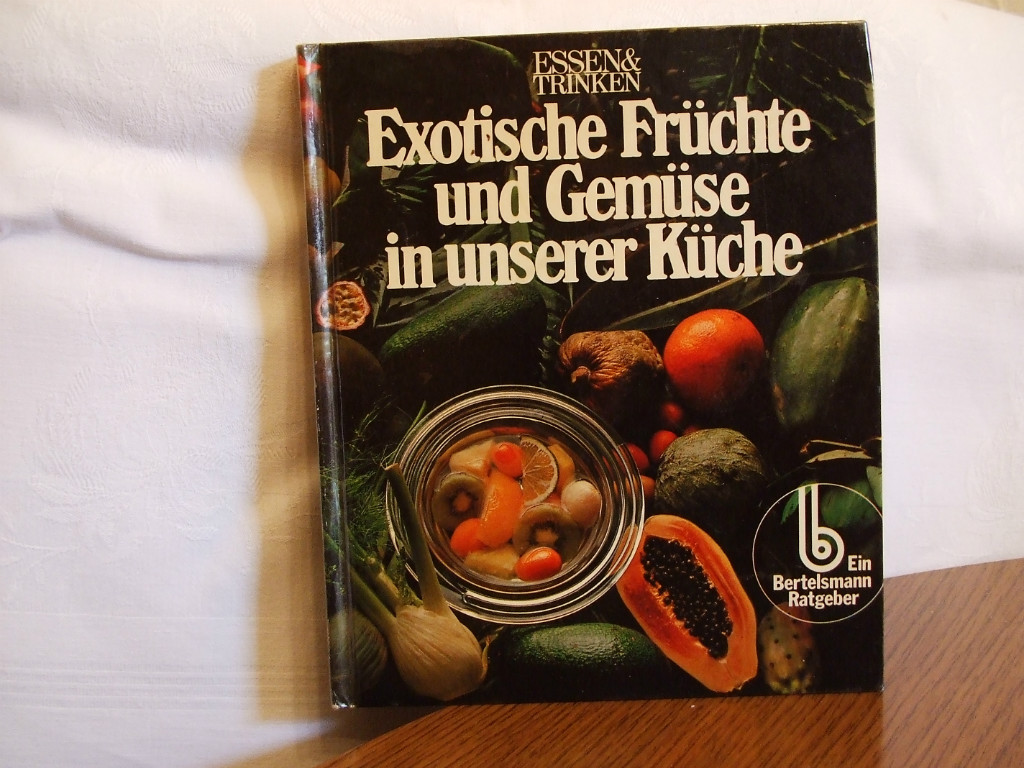 ESSEN&
TRINKEN
Exotische Früchte
und Gemüse
in unserer Küche
b
Ein
Bertelsmann
Ratgeber